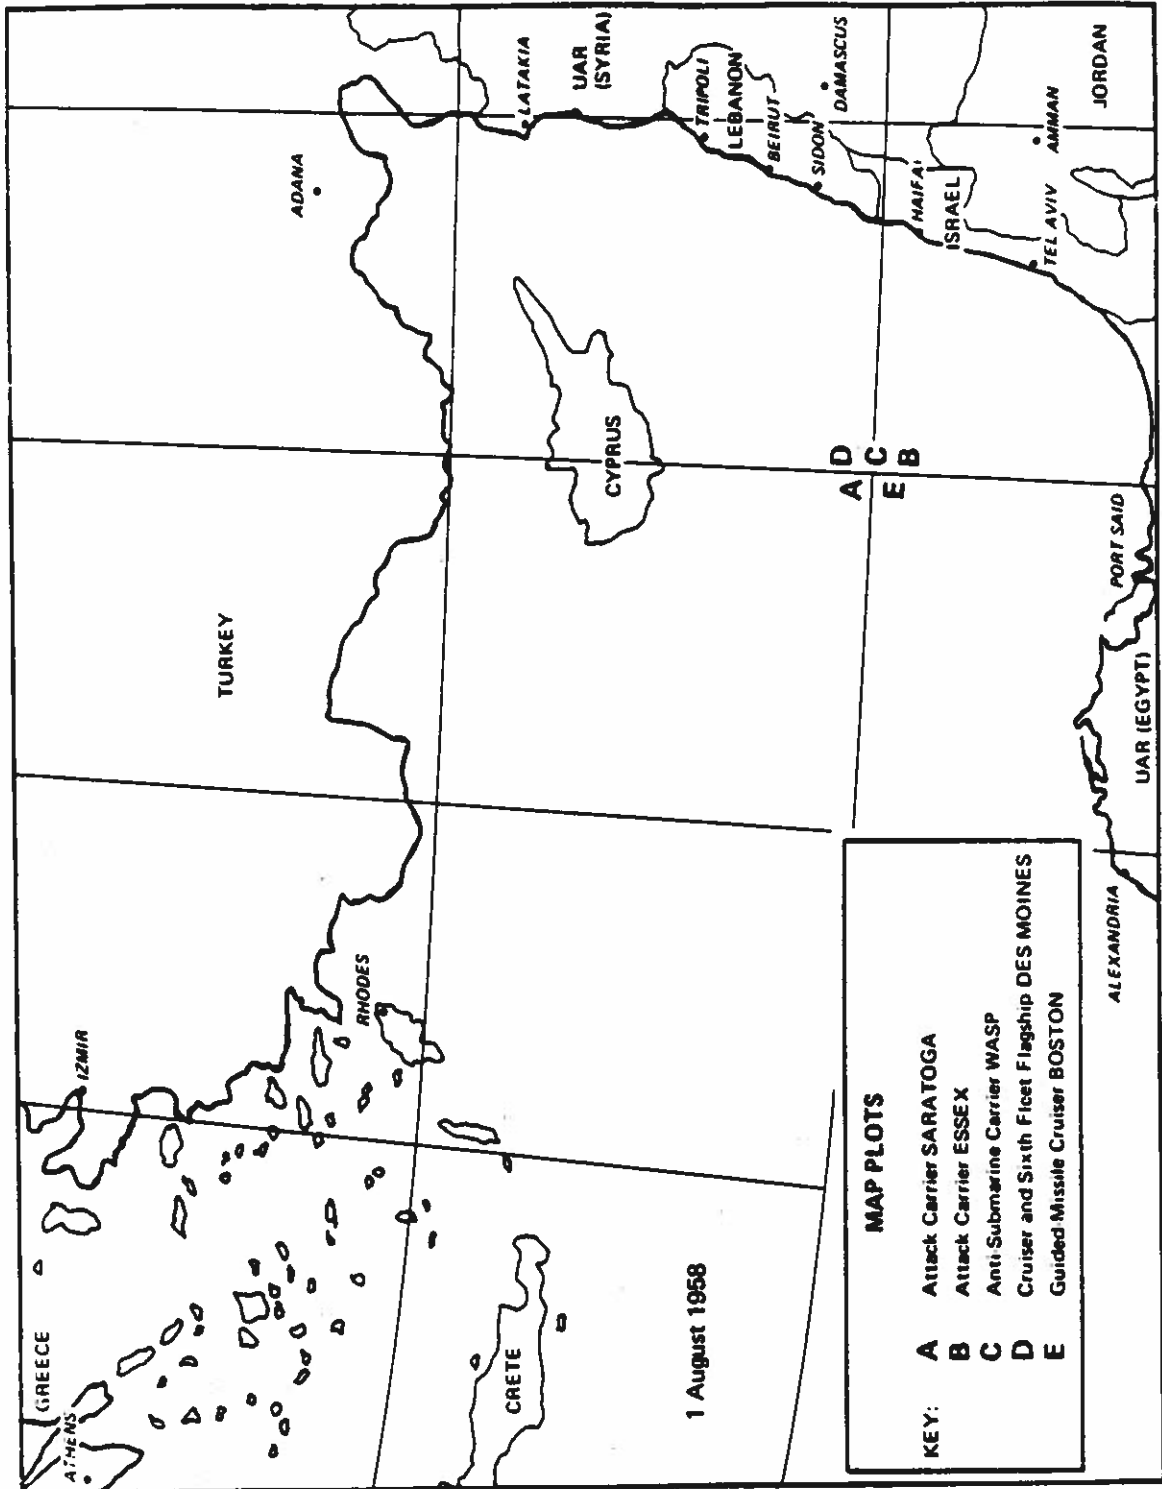 GREECE
ATHENS
IZMIR
TURKEY
ADANA
RHODES
LATAKIA
UAR
(SYRIA)
CRETE
CYPRUS
TRIPOLI
LEBANON
BEIRUT
SIDON
DAMASCUS
1 August 1958
A D
E C
B
HAIFA
ISRAEL
TEL AVIV
AMMAN
JORDAN
PORT SAID
UAR (EGYPT)
ALEXANDRIA
MAP PLOTS
KEY: A Attack Carrier SARATOGA
B Attack Carrier ESSEX
C Anti-Submarine Carrier WASP
D Cruiser and Sixth Fleet Flagship DES MOINES
E Guided-Missile Cruiser BOSTON